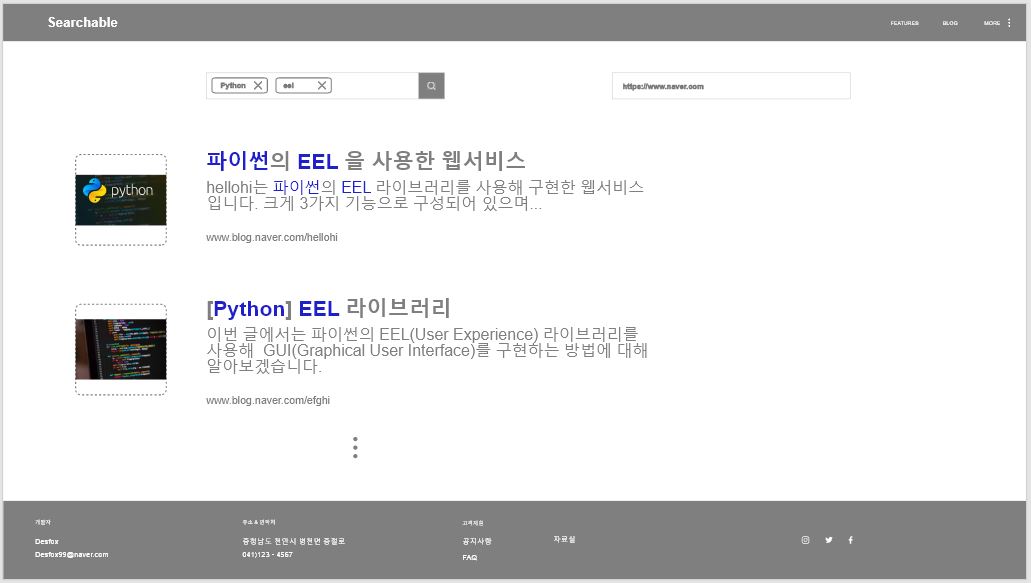 Searchable
FEATURES BLOG MORE
Python eel
https://www.naver.com
파이썬의 EEL 을 사용한 웹서비스
python
hellohi는 파이썬의 EEL 라이브러리를 사용해 구현한 웹서비스
입니다. 크게 3가지 기능으로 구성되어 있으며...
www.blog.naver.com/hellohi
[Python] EEL 라이브러리
이번 글에서는 파이썬의 EEL(User Experience) 라이브러리를
사용해  GUI(Graphical User Interface)를 구현하는 방법에 대해
알아보겠습니다.
www.blog.naver.com/efghi
개발자 주소 & 연락처 고객지원
Desfox 충청남도 천안시 병천면 충절로 공지사항 자료실
Desfox99@naver.com 041)123 - 4567 FAQ